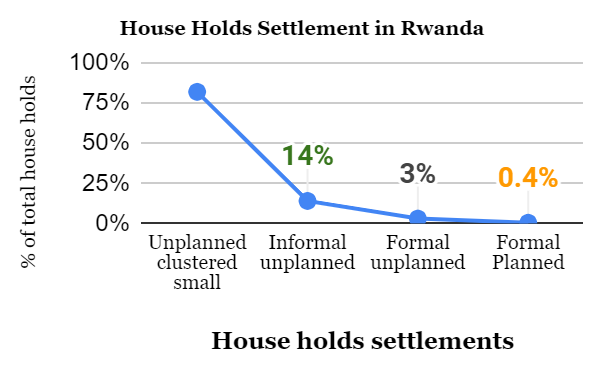 House Holds Settlement in Rwanda
% of total house holds
100%
75%
50%
25%
0%
14%
3%
0.4%
Unplanned
clustered
small
Informal
unplanned
Formal
unplanned
Formal
Planned
House holds settlements